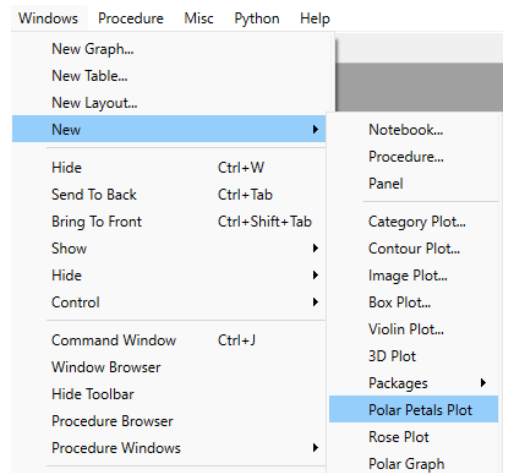 Windows Procedure Misc Python Help
New Graph...
New Table...
New Layout...
New
Hide Ctrl+W
Send To Back Ctrl+Tab
Bring To Front Ctrl+Shift+Tab
Show
Hide
Control
Command Window Ctrl+J
Window Browser
Hide Toolbar
Procedure Browser
Procedure Windows
Notebook...
Procedure...
Panel
Category Plot...
Contour Plot...
Image Plot...
Box Plot...
Violin Plot...
3D Plot
Packages
Polar Petals Plot
Rose Plot
Polar Graph